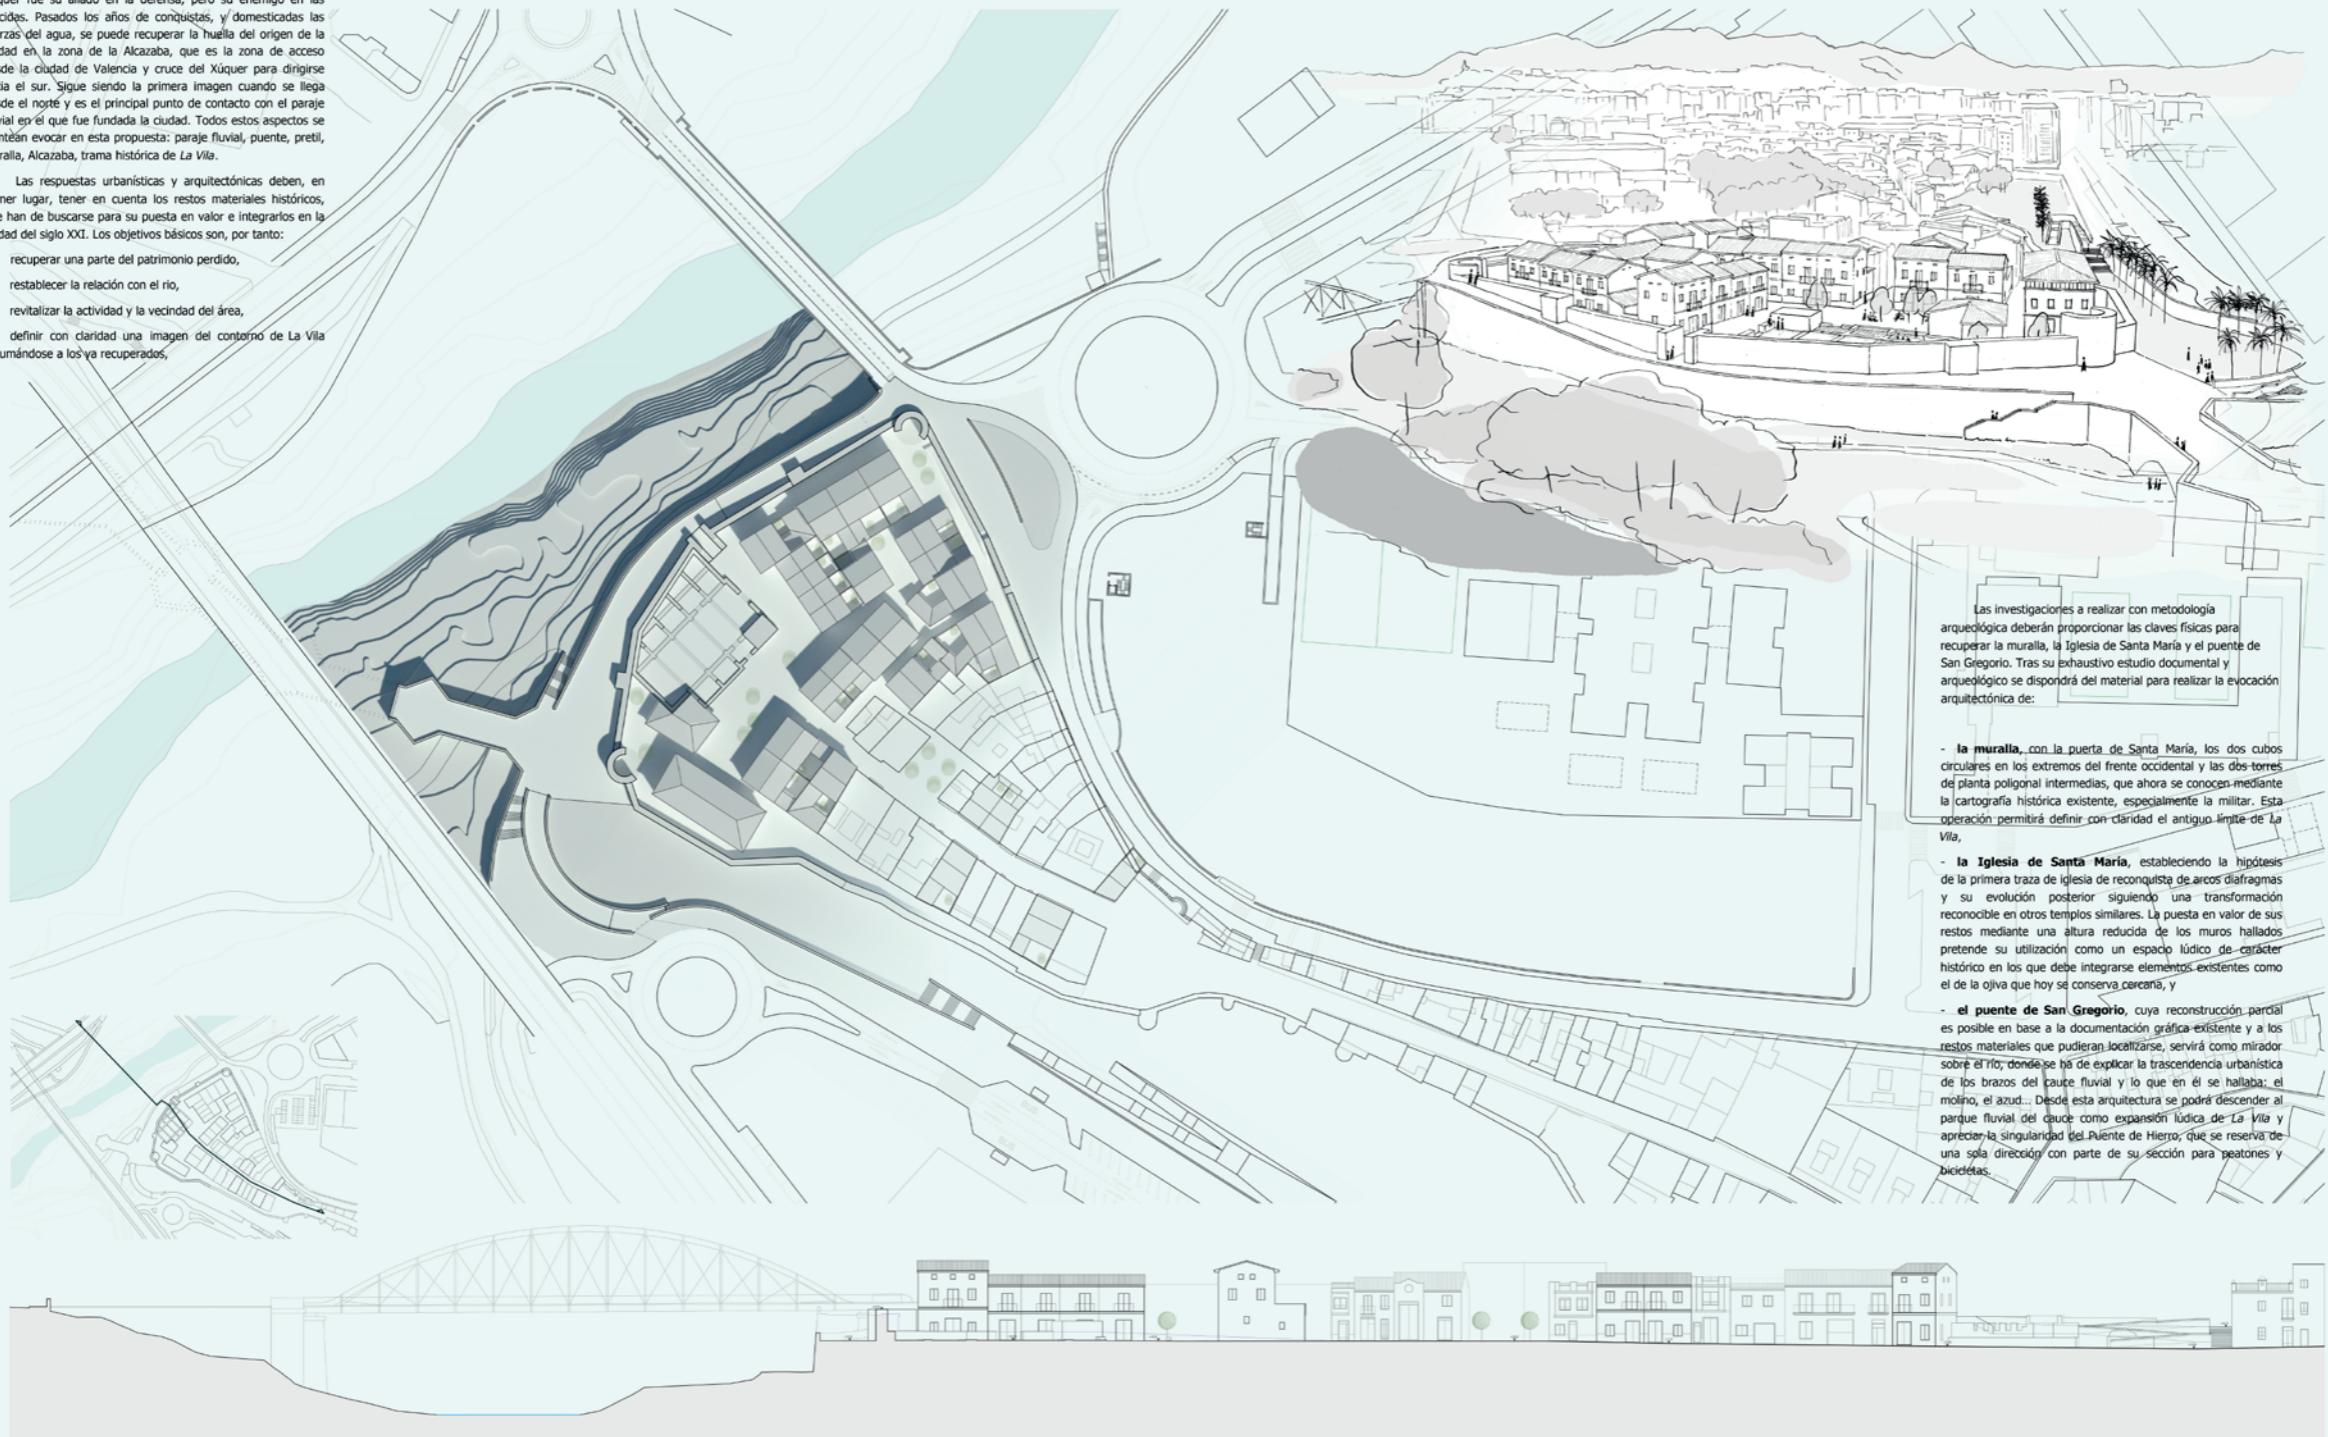 fue su aliado en la defensa, pero su enemigo en las
Pasados los años de conquistas, y domesticadas las
del agua, se puede recuperar la huella del origen de la
en la zona de la Alcazaba, que es la zona de acceso
la ciudad de Valencia y cruce del Xúquer para dirigirse
el sur. Sigue siendo la primera imagen cuando se llega
el norte y es el principal punto de contacto con el paraje
en el que fue fundada la ciudad. Todos estos aspectos se
evocar en esta propuesta: paraje fluvial, puente, pretil,
Alcazaba, trama histórica de La Vila.
Las respuestas urbanísticas y arquitectónicas deben, en
lugar, tener en cuenta los restos materiales históricos,
han de buscarse para su puesta en valor e integrarlos en la
del siglo XXI. Los objetivos básicos son, por tanto:
recuperar una parte del patrimonio perdido,
restablecer la relación con el rio,
revitalizar la actividad y la vecindad del área,
definir con claridad una imagen del contorno de La Vila
a los ya recuperados,
Las investigaciones a realizar con metodología
arqueológica deberán proporcionar las claves físicas para
recuperar la muralla, la Iglesia de Santa María y el puente de
San Gregorio. Tras su exhaustivo estudio documental y
arqueológico se dispondrá del material para realizar la evocación
arquitectónica de:
- la muralla, con la puerta de Santa María, los dos cubos
circulares en los extremos del frente occidental y las dos torres
de planta poligonal intermedias, que ahora se conocen mediante
la cartografía histórica existente, especialmente la militar. Esta
operación permitirá definir con claridad el antiguo límite de La
Vila,
- la Iglesia de Santa María, estableciendo la hipótesis
de la primera traza de iglesia de reconquista de arcos diafragmas
y su evolución posterior siguiendo una transformación
reconocible en otros templos similares. La puesta en valor de sus
restos mediante una altura reducida de los muros hallados
pretende su utilización como un espacio lúdico de carácter
histórico en los que debe integrarse elementos existentes como
el de la ojiva que hoy se conserva cercana, y
- el puente de San Gregorio, cuya reconstrucción parcial
es posible en base a la documentación gráfica existente y a los
restos materiales que pudieran localizarse, servirá como mirador
sobre el río, donde se ha de explicar la trascendencia urbanística
de los brazos del cauce fluvial y lo que en él se hallaba: el
molino, el azud... Desde esta arquitectura se podrá descender al
parque fluvial del cauce como expansión lúdica de La Vila y
apreciar la singularidad del Puente de Hierro, que se reserva de
una sola dirección con parte de su sección para peatones y
bicicletas.